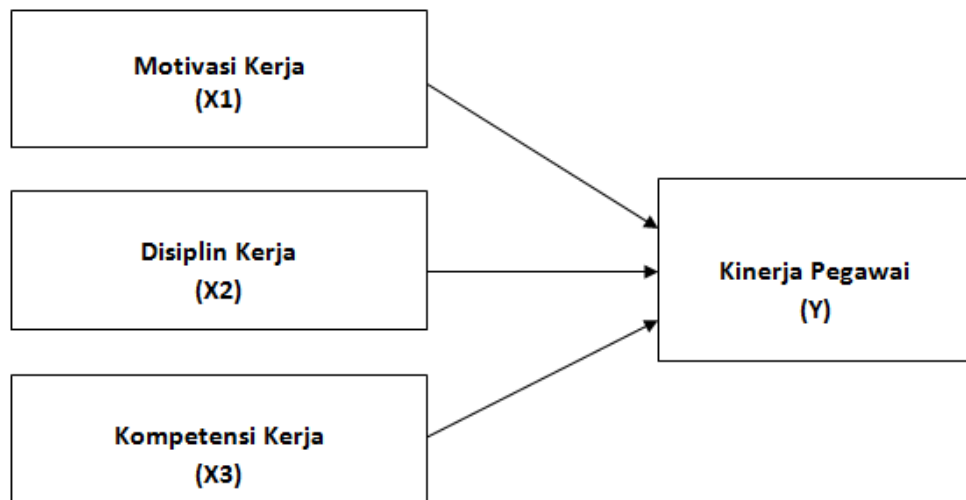 Motivasi Kerja
(X1)
Disiplin Kerja
(X2)
Kinerja Pegawai
(Y)
Kompetensi Kerja
(X3)